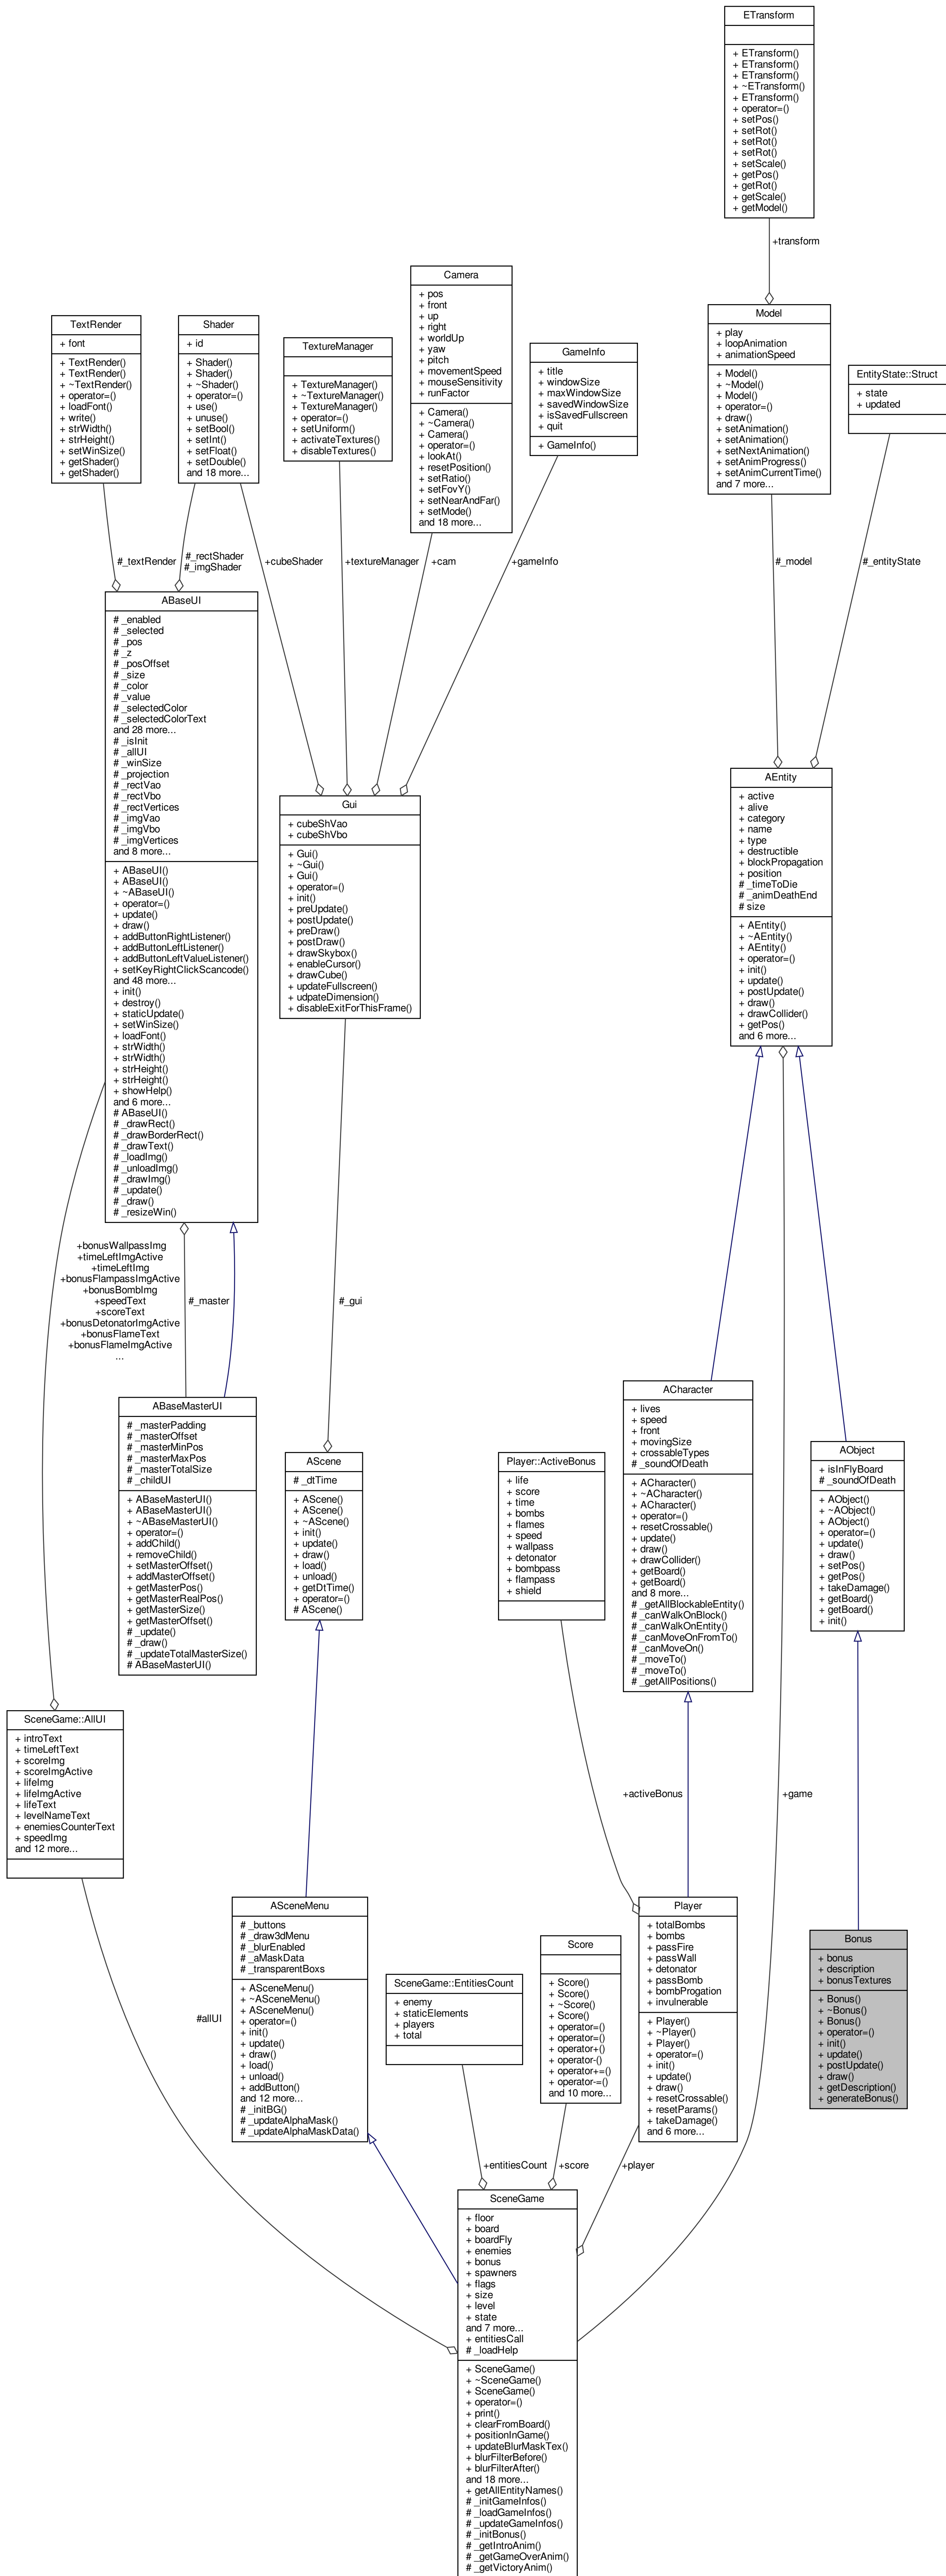 ETransform
+ ETransform()
+ ETransform()
+ ETransform()
+ ~ETransform()
+ ETransform()
+ operator=()
+ setPos()
+ setRot()
+ setRot()
+ setRot()
+ setScale()
+ getPos()
+ getRot()
+ getScale()
+ getModel()
+transform
Camera
+ pos
+ front
+ up
+ right
+ worldUp
+ yaw
+ pitch
+ movementSpeed
+ mouseSensitivity
+ runFactor
+ Camera()
+ ~Camera()
+ Camera()
+ operator=()
+ lookAt()
+ resetPosition()
+ setRatio()
+ setFovY()
+ setNearAndFar()
+ setMode()
and 18 more...
Model
+ play
+ loopAnimation
+ animationSpeed
+ Model()
+ ~Model()
+ Model()
+ operator=()
+ draw()
+ setAnimation()
+ setAnimation()
+ setNextAnimation()
+ setAnimProgress()
+ setAnimCurrentTime()
and 7 more...
TextRender
+ font
+ TextRender()
+ TextRender()
+ ~TextRender()
+ operator=()
+ loadFont()
+ write()
+ strWidth()
+ strHeight()
+ setWinSize()
+ getShader()
+ getShader()
Shader
+ id
+ Shader()
+ Shader()
+ ~Shader()
+ operator=()
+ use()
+ unuse()
+ setBool()
+ setInt()
+ setFloat()
+ setDouble()
and 18 more...
TextureManager
+ TextureManager()
+ ~TextureManager()
+ TextureManager()
+ operator=()
+ setUniform()
+ activateTextures()
+ disableTextures()
GameInfo
+ title
+ windowSize
+ maxWindowSize
+ savedWindowSize
+ isSavedFullscreen
+ quit
+ GameInfo()
EntityState::Struct
+ state
+ updated
#_textRender
#_rectShader
#_imgShader
+cubeShader
+textureManager
+cam
+gameInfo
#_model
#_entityState
ABaseUI
# _enabled
# _selected
# _pos
# _z
# _posOffset
# _size
# _color
# _value
# _selectedColor
# _selectedColorText
and 28 more...
# _isInit
# _allUI
# _winSize
# _projection
# _rectVao
# _rectVbo
# _rectVertices
# _imgVao
# _imgVbo
# _imgVertices
and 8 more...
+ ABaseUI()
+ ABaseUI()
+ ~ABaseUI()
+ operator=()
+ update()
+ draw()
+ addButtonRightListener()
+ addButtonLeftListener()
+ addButtonLeftValueListener()
+ setKeyRightClickScancode()
and 48 more...
+ init()
+ destroy()
+ staticUpdate()
+ setWinSize()
+ loadFont()
+ strWidth()
+ strWidth()
+ strHeight()
+ strHeight()
+ showHelp()
and 6 more...
# ABaseUI()
# _drawRect()
# _drawBorderRect()
# _drawText()
# _loadImg()
# _unloadImg()
# _drawImg()
# _update()
# _draw()
# _resizeWin()
Gui
+ cubeShVao
+ cubeShVbo
+ Gui()
+ ~Gui()
+ Gui()
+ operator=()
+ init()
+ preUpdate()
+ postUpdate()
+ preDraw()
+ postDraw()
+ drawSkybox()
+ enableCursor()
+ drawCube()
+ updateFullscreen()
+ udpateDimension()
+ disableExitForThisFrame()
AEntity
+ active
+ alive
+ category
+ name
+ type
+ destructible
+ blockPropagation
+ position
# _timeToDie
# _animDeathEnd
# size
+ AEntity()
+ ~AEntity()
+ AEntity()
+ operator=()
+ init()
+ update()
+ postUpdate()
+ draw()
+ drawCollider()
+ getPos()
and 6 more...
+bonusWallpassImg
+timeLeftImgActive
+timeLeftImg
+bonusFlampassImgActive
+bonusBombImg
+speedText
+scoreText
+bonusDetonatorImgActive
+bonusFlameText
+bonusFlameImgActive
...
#_master
#_gui
ABaseMasterUI
# _masterPadding
# _masterOffset
# _masterMinPos
# _masterMaxPos
# _masterTotalSize
# _childUI
+ ABaseMasterUI()
+ ABaseMasterUI()
+ ~ABaseMasterUI()
+ operator=()
+ addChild()
+ removeChild()
+ setMasterOffset()
+ addMasterOffset()
+ getMasterPos()
+ getMasterRealPos()
+ getMasterSize()
+ getMasterOffset()
# _update()
# _draw()
# _updateTotalMasterSize()
# ABaseMasterUI()
AScene
# _dtTime
+ AScene()
+ AScene()
+ ~AScene()
+ init()
+ update()
+ draw()
+ load()
+ unload()
+ getDtTime()
+ operator=()
# AScene()
Player::ActiveBonus
+ life
+ score
+ time
+ bombs
+ flames
+ speed
+ wallpass
+ detonator
+ bombpass
+ flampass
+ shield
ACharacter
+ lives
+ speed
+ front
+ movingSize
+ crossableTypes
# _soundOfDeath
+ ACharacter()
+ ~ACharacter()
+ ACharacter()
+ operator=()
+ resetCrossable()
+ update()
+ draw()
+ drawCollider()
+ getBoard()
+ getBoard()
and 8 more...
# _getAllBlockableEntity()
# _canWalkOnBlock()
# _canWalkOnEntity()
# _canMoveOnFromTo()
# _canMoveOn()
# _moveTo()
# _moveTo()
# _getAllPositions()
AObject
+ isInFlyBoard
# _soundOfDeath
+ AObject()
+ ~AObject()
+ AObject()
+ operator=()
+ update()
+ draw()
+ setPos()
+ getPos()
+ takeDamage()
+ getBoard()
+ getBoard()
+ init()
SceneGame::AllUI
+ introText
+ timeLeftText
+ scoreImg
+ scoreImgActive
+ lifeImg
+ lifeImgActive
+ lifeText
+ levelNameText
+ enemiesCounterText
+ speedImg
and 12 more...
+activeBonus
+game
ASceneMenu
# _buttons
# _draw3dMenu
# _blurEnabled
# _aMaskData
# _transparentBoxs
+ ASceneMenu()
+ ~ASceneMenu()
+ ASceneMenu()
+ operator=()
+ init()
+ update()
+ draw()
+ load()
+ unload()
+ addButton()
and 12 more...
# _initBG()
# _updateAlphaMask()
# _updateAlphaMaskData()
SceneGame::EntitiesCount
+ enemy
+ staticElements
+ players
+ total
Score
+ Score()
+ Score()
+ ~Score()
+ Score()
+ operator=()
+ operator=()
+ operator+()
+ operator-()
+ operator+=()
+ operator-=()
and 10 more...
Player
+ totalBombs
+ bombs
+ passFire
+ passWall
+ detonator
+ passBomb
+ bombProgation
+ invulnerable
+ Player()
+ ~Player()
+ Player()
+ operator=()
+ init()
+ update()
+ draw()
+ resetCrossable()
+ resetParams()
+ takeDamage()
and 6 more...
Bonus
+ bonus
+ description
+ bonusTextures
+ Bonus()
+ ~Bonus()
+ Bonus()
+ operator=()
+ init()
+ update()
+ postUpdate()
+ draw()
+ getDescription()
+ generateBonus()
#allUI
+entitiesCount
+score
+player
SceneGame
+ floor
+ board
+ boardFly
+ enemies
+ bonus
+ spawners
+ flags
+ size
+ level
+ state
and 7 more...
+ entitiesCall
# _loadHelp
+ SceneGame()
+ ~SceneGame()
+ SceneGame()
+ operator=()
+ print()
+ clearFromBoard()
+ positionInGame()
+ updateBlurMaskTex()
+ blurFilterBefore()
+ blurFilterAfter()
and 18 more...
+ getAllEntityNames()
# _initGameInfos()
# _loadGameInfos()
# _updateGameInfos()
# _initBonus()
# _getIntroAnim()
# _getGameOverAnim()
# _getVictoryAnim()